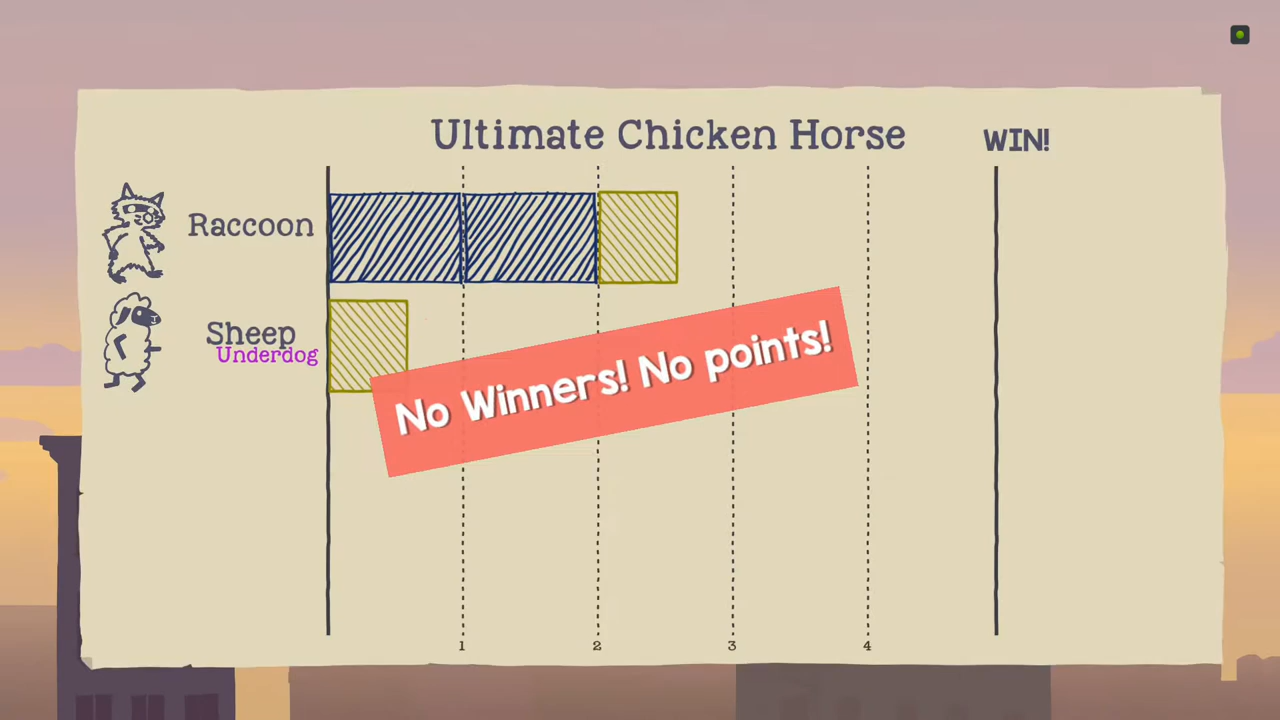 Ultimate Chicken Horse
WIN!
Raccoon
Sheep
Underdog
No Winners! No points!
1 2 3 4